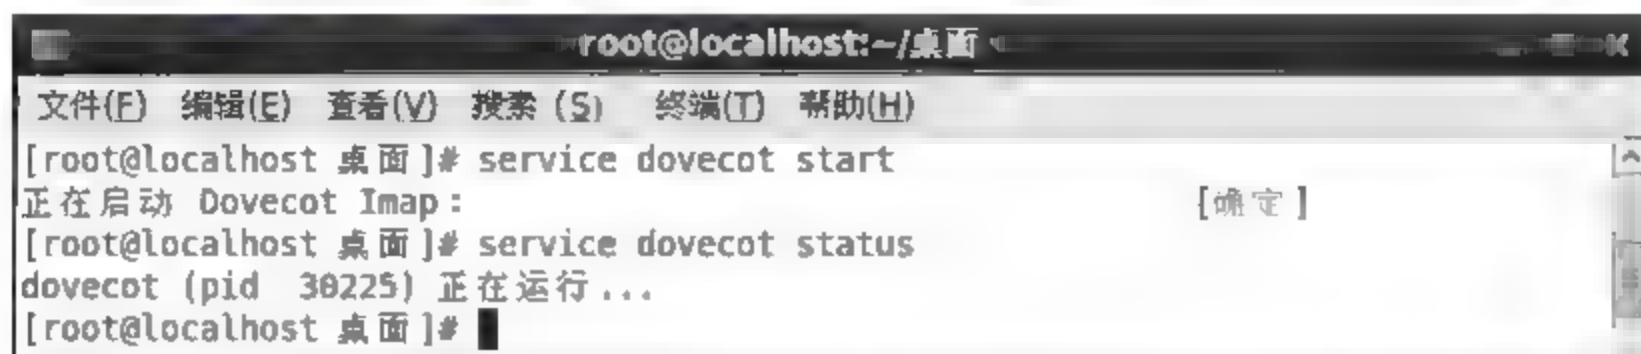 root@localhost:~/桌面
文件(F) 编辑(E) 查看(V) 搜索 (S) 终端(T) 帮助(H)
[root@localhost 桌面]# service dovecot start
正在启动 Dovecot Imap: [确定]
[root@localhost 桌面]# service dovecot status
dovecot (pid  30225) 正在运行...
[root@localhost 桌面]#